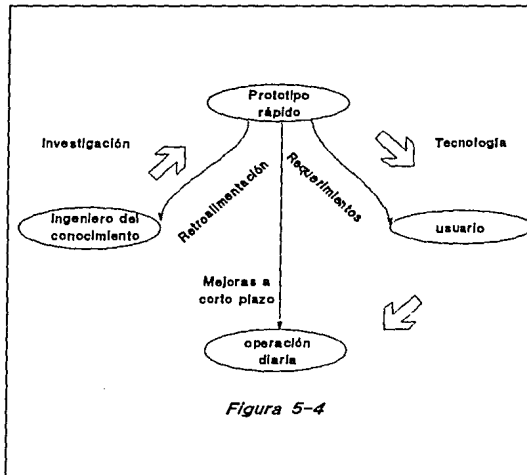 Prototipo
rápido
Investigación
Tecnología
Retroalimentación
Requerimientos
Ingeniero del
conocimiento
usuario
Mejoras a
corto plazo
operación
diaria
Figura 5-4